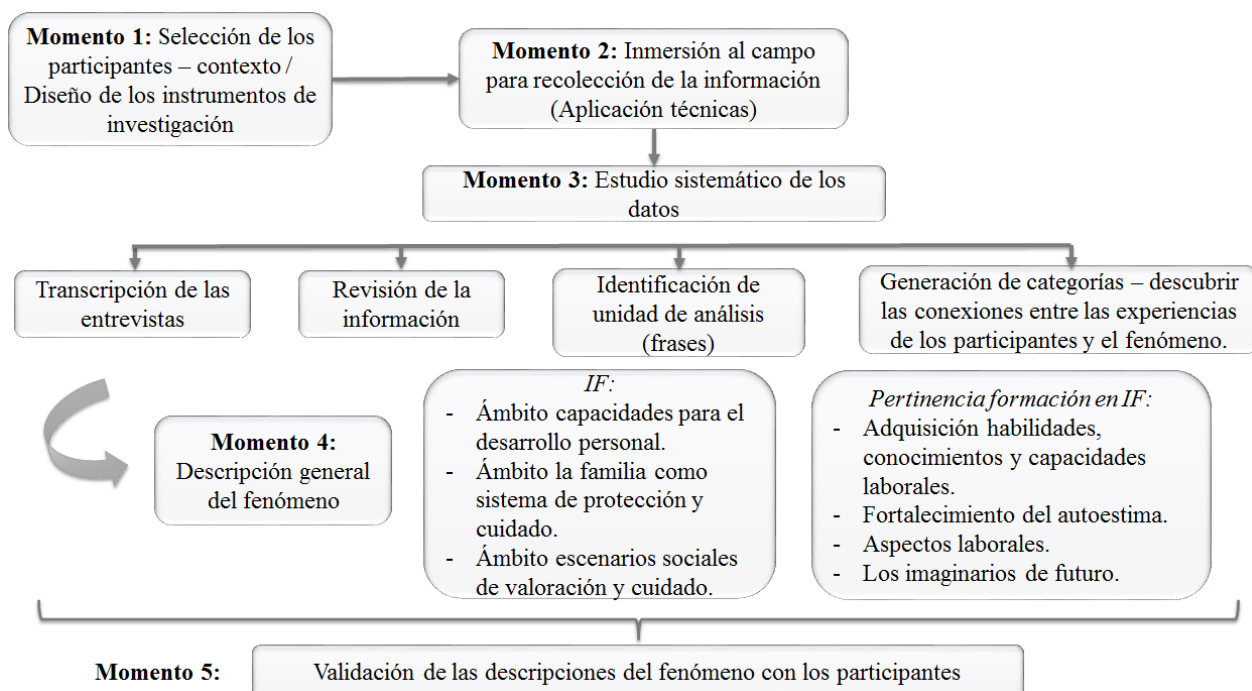 Momento 1: Selección de los
participantes – contexto /
Diseño de los instrumentos de
investigación
Momento 2: Inmersión al campo
para recolección de la información
(Aplicación técnicas)
Momento 3: Estudio sistemático de los
datos
Transcripción de las
entrevistas
Revisión de la
información
Identificación de
unidad de análisis
(frases)
Generación de categorías – descubrir
las conexiones entre las experiencias
de los participantes y el fenómeno.
Momento 4:
Descripción general
del fenómeno
IF:
- Ámbito capacidades para el
desarrollo personal.
- Ámbito la familia como
sistema de protección y
cuidado.
- Ámbito escenarios sociales
de valoración y cuidado.
Pertinencia formación en IF:
- Adquisición habilidades,
conocimientos y capacidades
laborales.
- Fortalecimiento del autoestima.
- Aspectos laborales.
- Los imaginarios de futuro.
Momento 5: Validación de las descripciones del fenómeno con los participantes